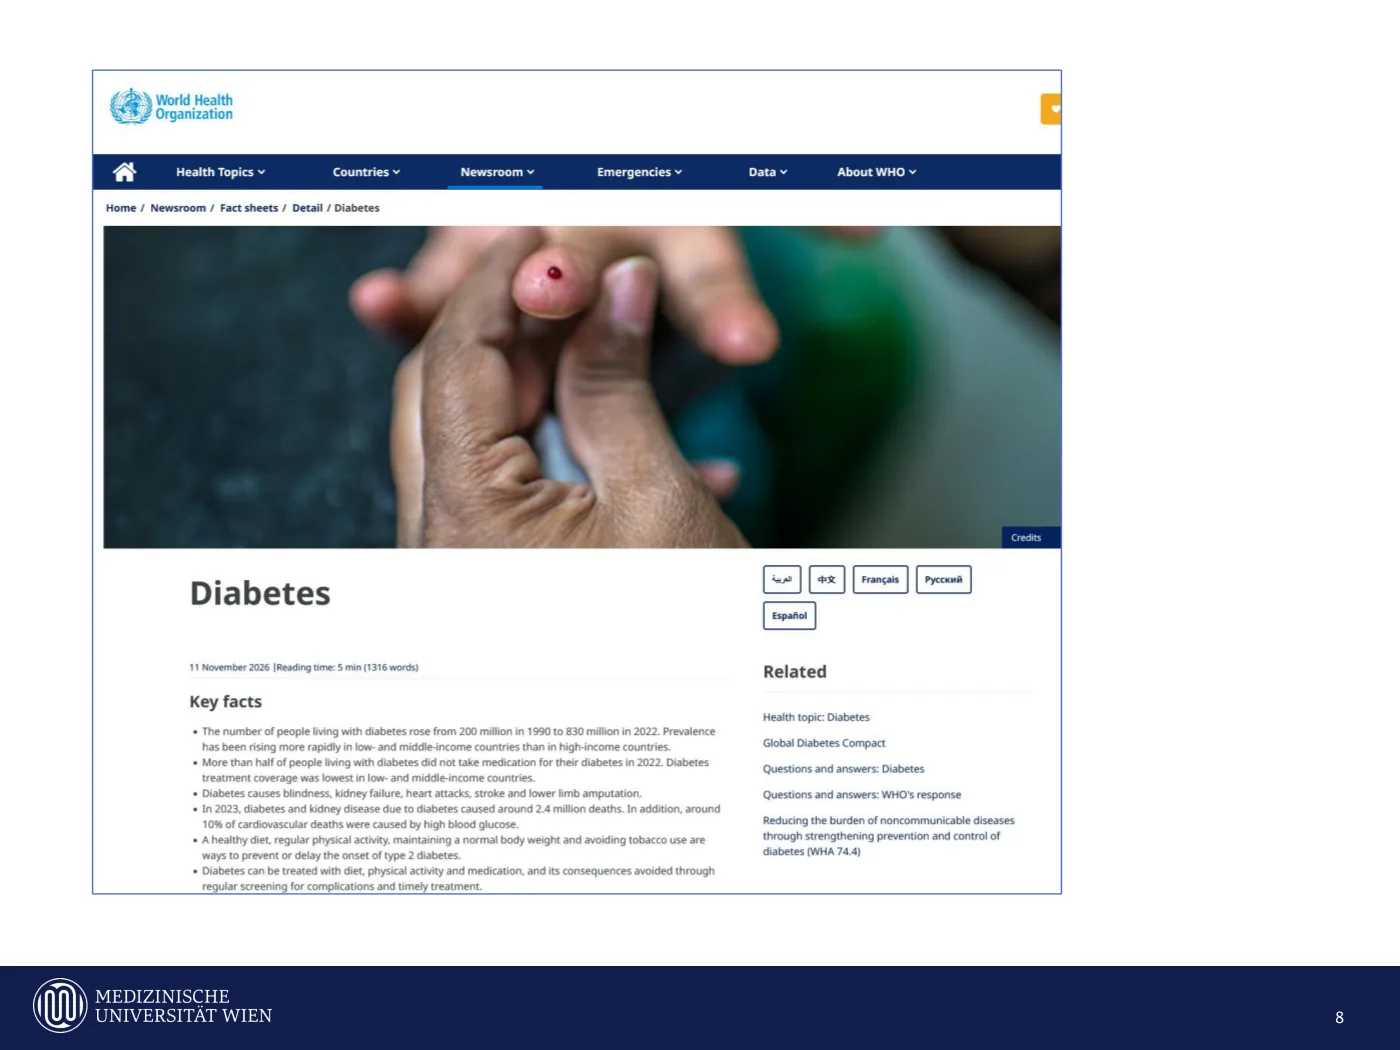 World Health
Organization
Health Topics
Countries
Newsroom
Emergencies
Data
About WHO
Home / Newsroom / Fact sheets / Detail / Diabetes
Credits
Diabetes
العربية
中文
Français
Русский
Español
11 November 2026 |Reading time: 5 min (1316 words)
Key facts
• The number of people living with diabetes rose from 200 million in 1990 to 830 million in 2022. Prevalence
has been rising more rapidly in low- and middle-income countries than in high-income countries.
• More than half of people living with diabetes did not take medication for their diabetes in 2022. Diabetes
treatment coverage was lowest in low- and middle-income countries.
• Diabetes causes blindness, kidney failure, heart attacks, stroke and lower limb amputation.
• In 2023, diabetes and kidney disease due to diabetes caused around 2.4 million deaths. In addition, around
10% of cardiovascular deaths were caused by high blood glucose.
• A healthy diet, regular physical activity, maintaining a normal body weight and avoiding tobacco use are
ways to prevent or delay the onset of type 2 diabetes.
• Diabetes can be treated with diet, physical activity and medication, and its consequences avoided through
regular screening for complications and timely treatment.
Related
Health topic: Diabetes
Global Diabetes Compact
Questions and answers: Diabetes
Questions and answers: WHO's response
Reducing the burden of noncommunicable diseases
through strengthening prevention and control of
diabetes (WHA 74.4)
MEDIZINISCHE
UNIVERSITÄT WIEN
8